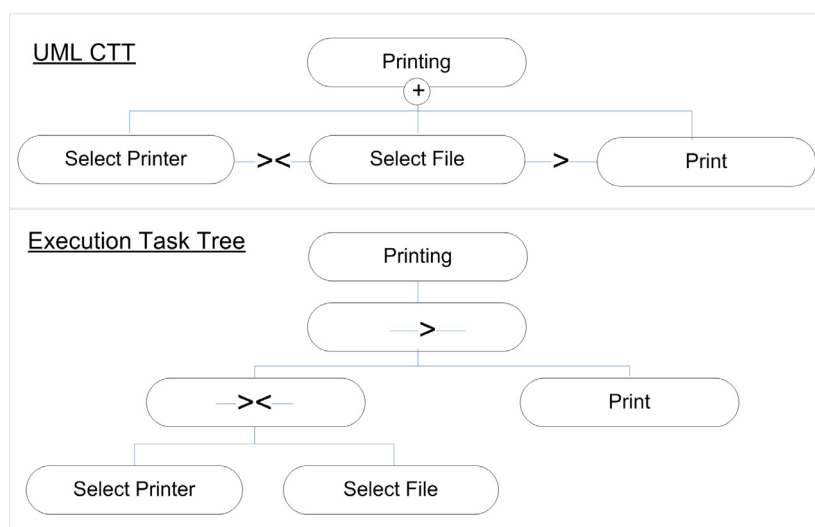 UML CTT
Printing
+
Select Printer >< Select File > Print
Execution Task Tree
Printing
>
>< Print
Select Printer Select File